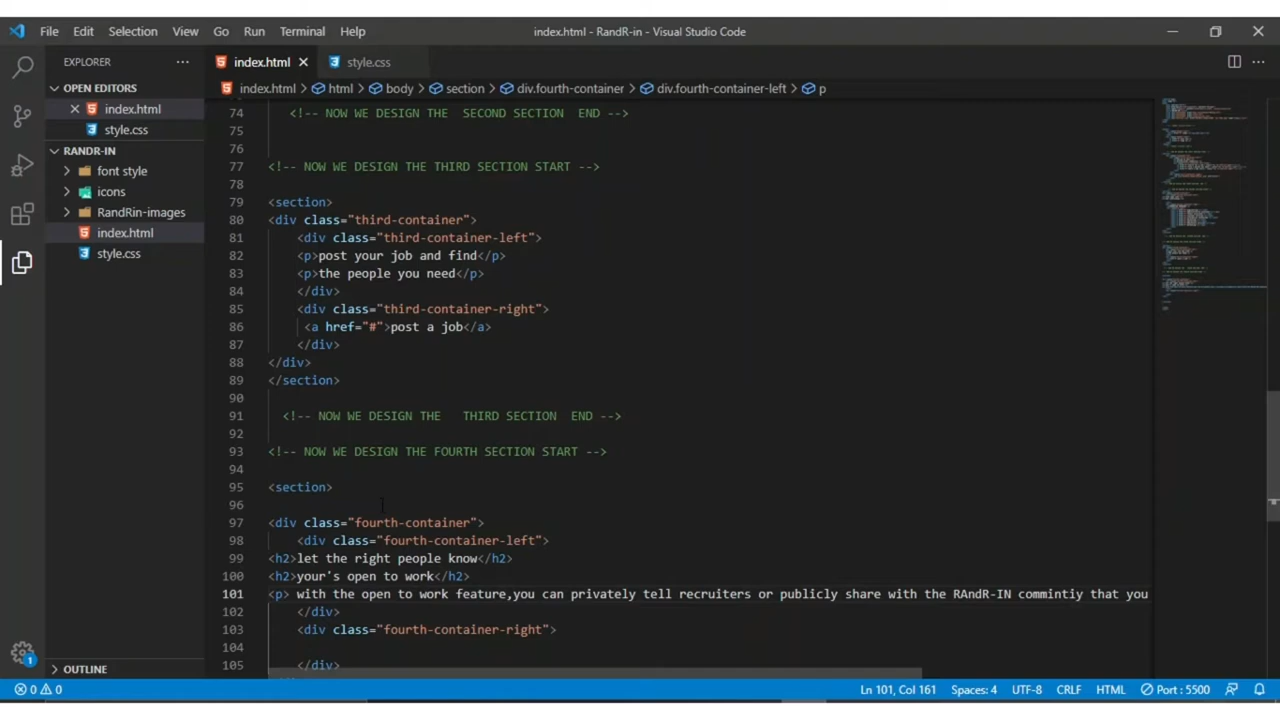 File Edit Selection View Go Run Terminal Help index.html - RandR-in - Visual Studio Code
EXPLORER
OPEN EDITORS
index.html
style.css
RANDR-IN
font style
icons
RandRin-images
index.html
style.css
OUTLINE
index.html style.css
index.html > html > body > section > div.fourth-container > div.fourth-container-left > p
74 <!-- NOW WE DESIGN THE  SECOND SECTION  END -->
75
76
77 <!-- NOW WE DESIGN THE THIRD SECTION START -->
78
79 <section>
80 <div class="third-container">
81 <div class="third-container-left">
82 <p>post your job and find</p>
83 <p>the people you need</p>
84 </div>
85 <div class="third-container-right">
86 <a href="#">post a job</a>
87 </div>
88 </div>
89 </section>
90
91 <!-- NOW WE DESIGN THE   THIRD SECTION  END -->
92
93 <!-- NOW WE DESIGN THE FOURTH SECTION START -->
94
95 <section>
96
97 <div class="fourth-container">
98 <div class="fourth-container-left">
99 <h2>let the right people know</h2>
100 <h2>your's open to work</h2>
101 <p> with the open to work feature,you can privately tell recruiters or publicly share with the RAndR-IN commintiy that you
102 </div>
103 <div class="fourth-container-right">
104
105 </div>
0 0 Ln 101, Col 161 Spaces: 4 UTF-8 CRLF HTML Port : 5500
1